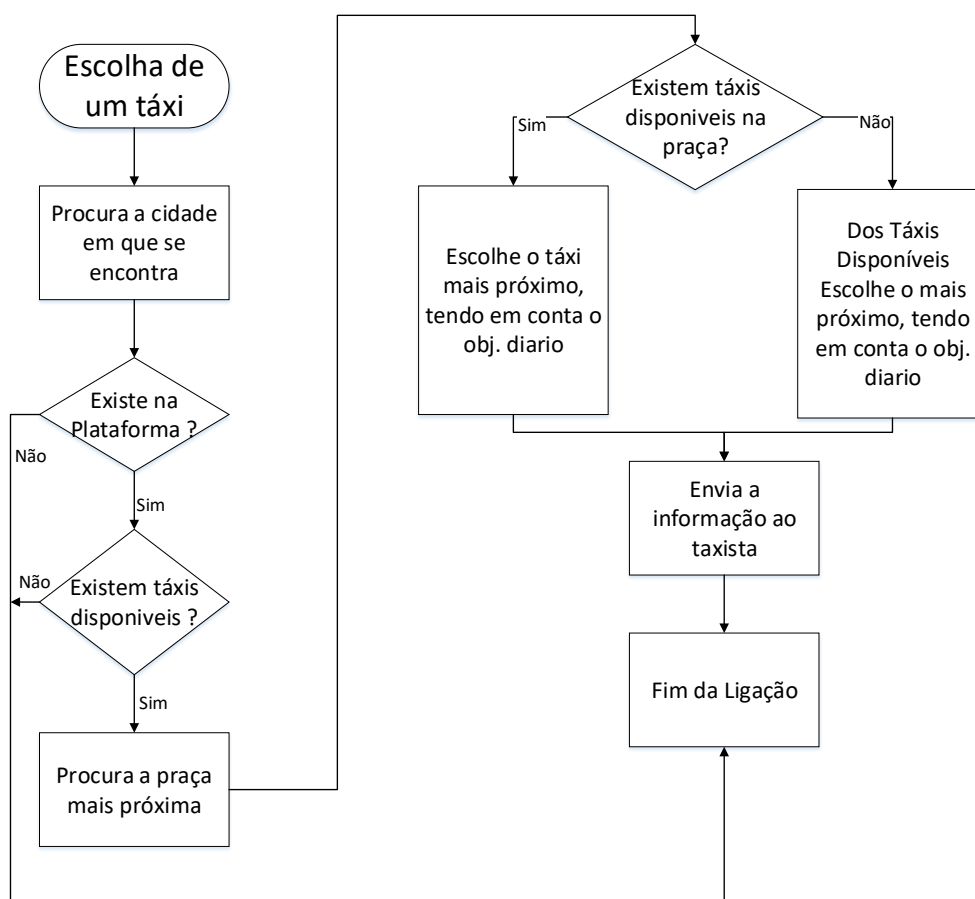 Escolha de
um táxi
Procura a cidade
em que se
encontra
Existe na
Plataforma ?
Não
Sim
Não
Existem táxis
disponiveis ?
Sim
Procura a praça
mais próxima
Existem táxis
disponiveis na
praça?
Sim
Não
Escolhe o táxi
mais próximo,
tendo em conta o
obj. diario
Dos Táxis
Disponíveis
Escolhe o mais
próximo, tendo
em conta o obj.
diario
Envia a
informação ao
taxista
Fim da Ligação